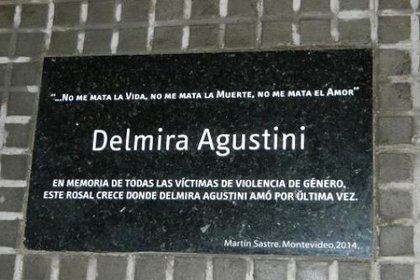 “...No me mata la Vida, no me mata la Muerte, no me mata el Amor”
Delmira Agustini
EN MEMORIA DE TODAS LAS VÍCTIMAS DE VIOLENCIA DE GÉNERO,
ESTE ROSAL CRECE DONDE DELMIRA AGUSTINI AMÓ POR ÚLTIMA VEZ.
Martín Sastre. Montevideo, 2014.